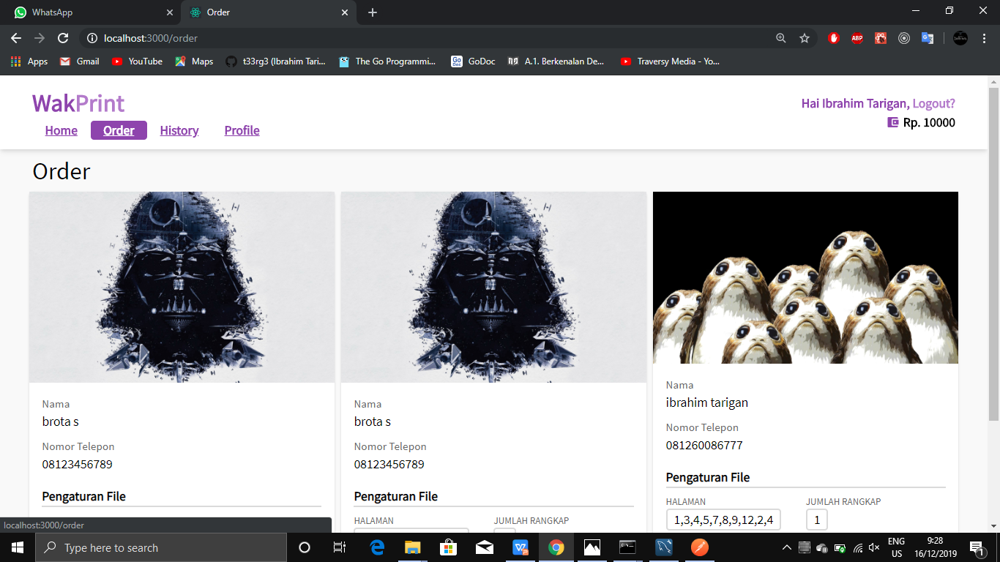 WhatsApp
Order
localhost:3000/order
ABP
Apps
Gmail
YouTube
Maps
t33rg3 (Ibrahim Tari...
The Go Programmi...
GoDoc
A.1. Berkenalan De...
Traversy Media - Yo...
WakPrint
Hai Ibrahim Tarigan, Logout?
Rp. 10000
Home
Order
History
Profile
Order
Nama
brota s
Nomor Telepon
08123456789
Pengaturan File
Nama
brota s
Nomor Telepon
08123456789
Pengaturan File
HALAMAN
JUMLAH RANGKAP
Nama
ibrahim tarigan
Nomor Telepon
081260086777
Pengaturan File
HALAMAN
JUMLAH RANGKAP
1,3,4,5,7,8,9,12,2,4
1
localhost:3000/order
Type here to search
ENG
US
9:28
16/12/2019
1